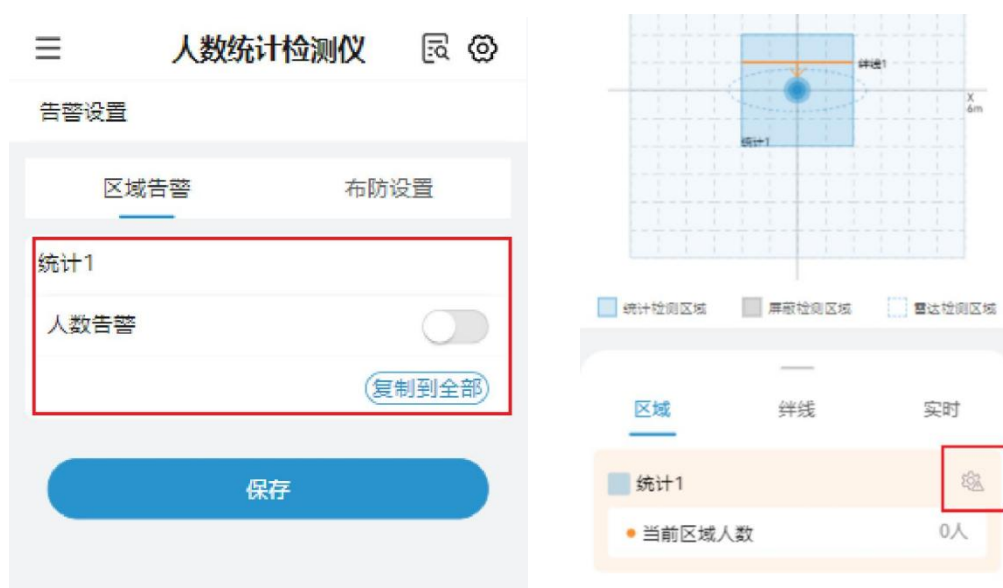 人数统计检测仪
告警设置
区域告警
布防设置
统计1
人数告警
复制到全部
保存
绊线1
X
6m
统计1
统计检测区域
屏蔽检测区域
雷达检测区域
区域
绊线
实时
统计1
当前区域人数
0人